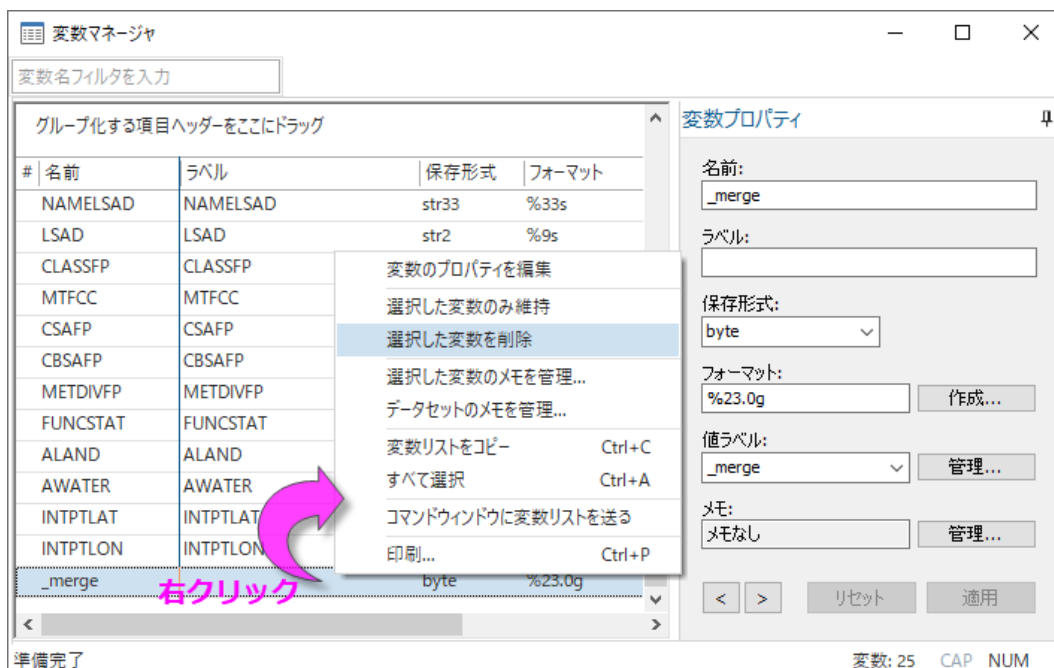 変数マネージャ
変数名フィルタを入力
グループ化する項目ヘッダーをここにドラッグ
# 名前 ラベル 保存形式 フォーマット
NAMELSAD NAMELSAD str33 %33s
LSAD LSAD str2 %9s
CLASSFP CLASSFP
MTFCC MTFCC
CSAFP CSAFP
CBSAFP CBSAFP
METDIVFP METDIVFP
FUNCSTAT FUNCSTAT
ALAND ALAND
AWATER AWATER
INTPTLAT INTPTLAT
INTPTLON INTPTLON
_merge byte %23.0g
右クリック
変数のプロパティを編集
選択した変数のみ維持
選択した変数を削除
選択した変数のメモを管理...
データセットのメモを管理...
変数リストをコピー Ctrl+C
すべて選択 Ctrl+A
コマンドウィンドウに変数リストを送る
印刷... Ctrl+P
変数プロパティ
名前:
_merge
ラベル:
保存形式:
byte
フォーマット:
%23.0g 作成...
値ラベル:
_merge 管理...
メモ:
メモなし 管理...
< > リセット 適用
準備完了 変数: 25 CAP NUM